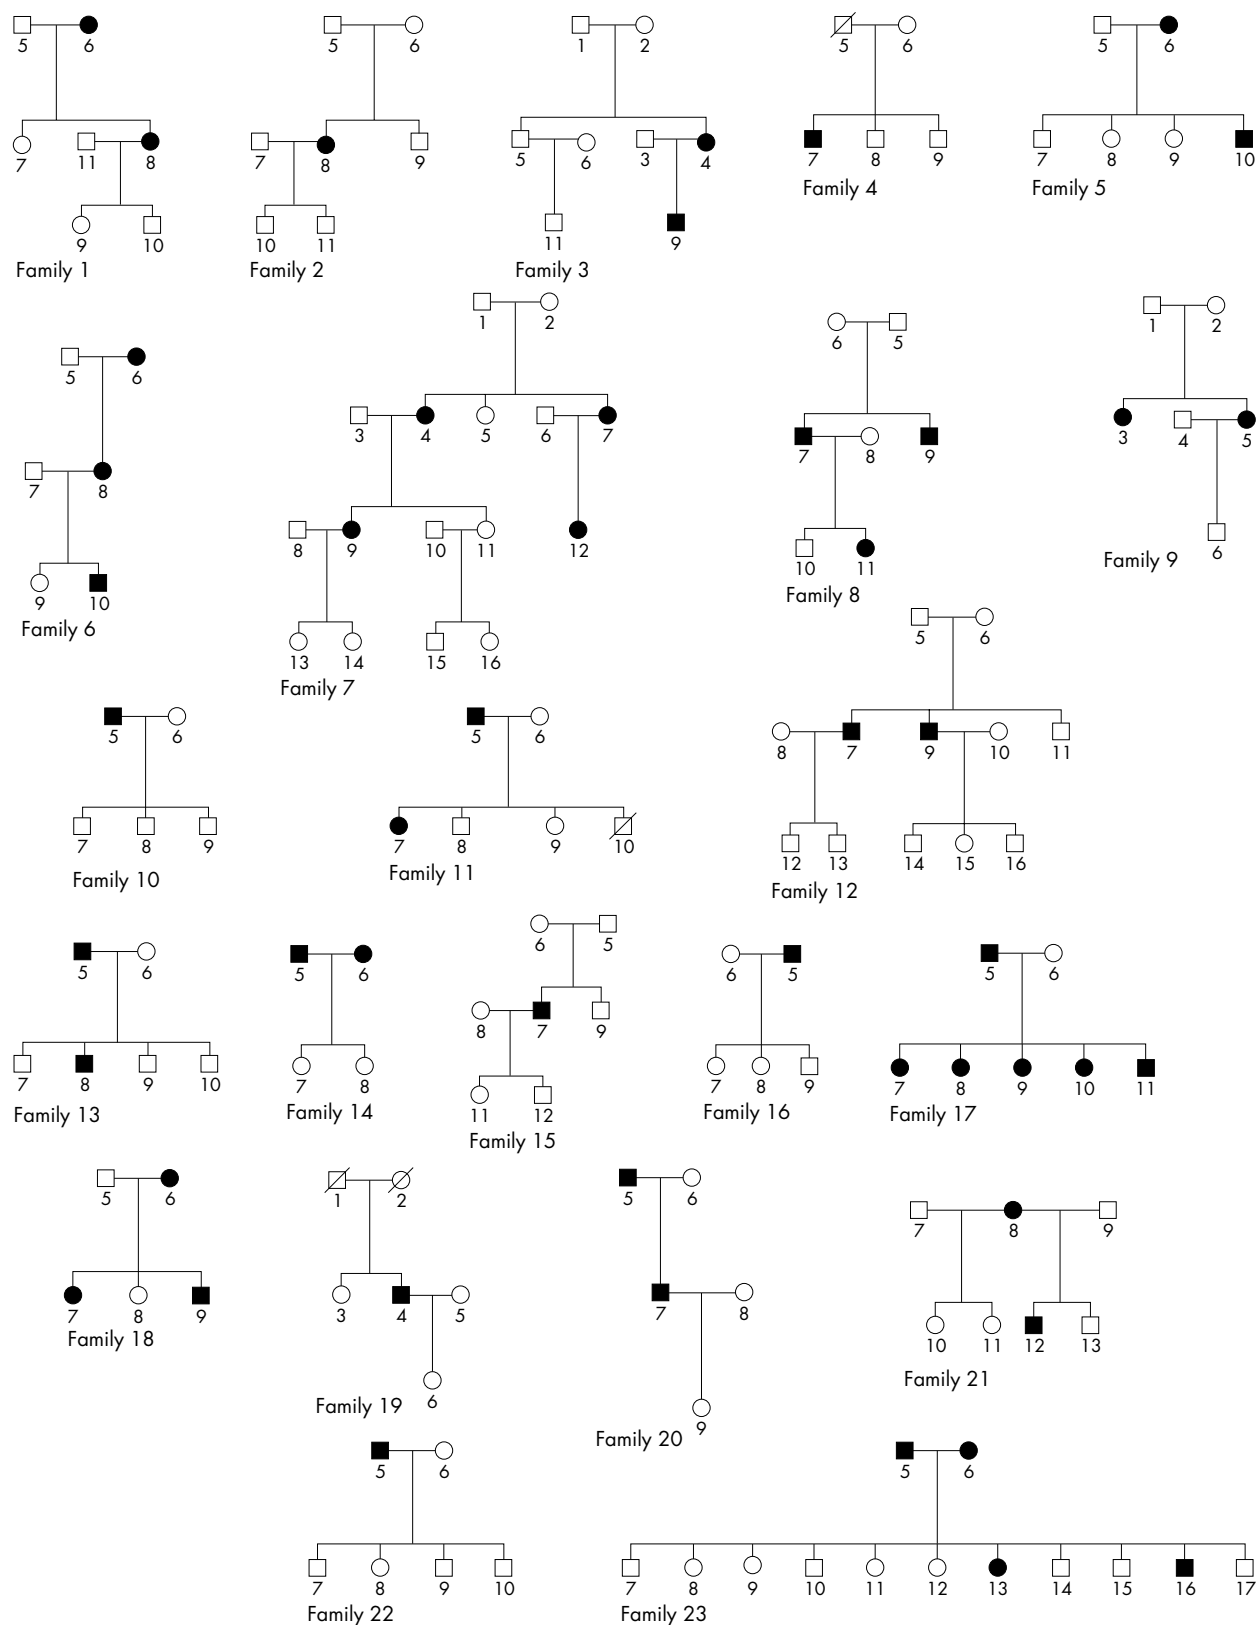 5 6
7 11 8
9 10
Family 1
5 6
7 8 9
10 11
Family 2
1 2
5 6 3 4
11 9
Family 3
5 6
7 8 9
Family 4
5 6
7 8 9 10
Family 5
5 6
7 8
9 10
Family 6
1 2
3 4 5 6 7
8 9 10 11 12
13 14 15 16
Family 7
6 5
7 8 9
10 11
Family 8
1 2
3 4 5
6
Family 9
5 6
7 8 9
Family 10
5 6
7 8 9 10
Family 11
5 6
8 7 9 10 11
12 13 14 15 16
Family 12
5 6
7 8 9 10
Family 13
5 6
7 8
Family 14
6 5
8 7 9
11 12
Family 15
6 5
7 8 9
Family 16
5 6
7 8 9 10 11
Family 17
5 6
7 8 9
Family 18
1 2
3 4 5
6
Family 19
5 6
7 8
9
Family 20
7 8 9
10 11 12 13
Family 21
5 6
7 8 9 10
Family 22
5 6
7 8 9 10 11 12 13 14 15 16 17
Family 23